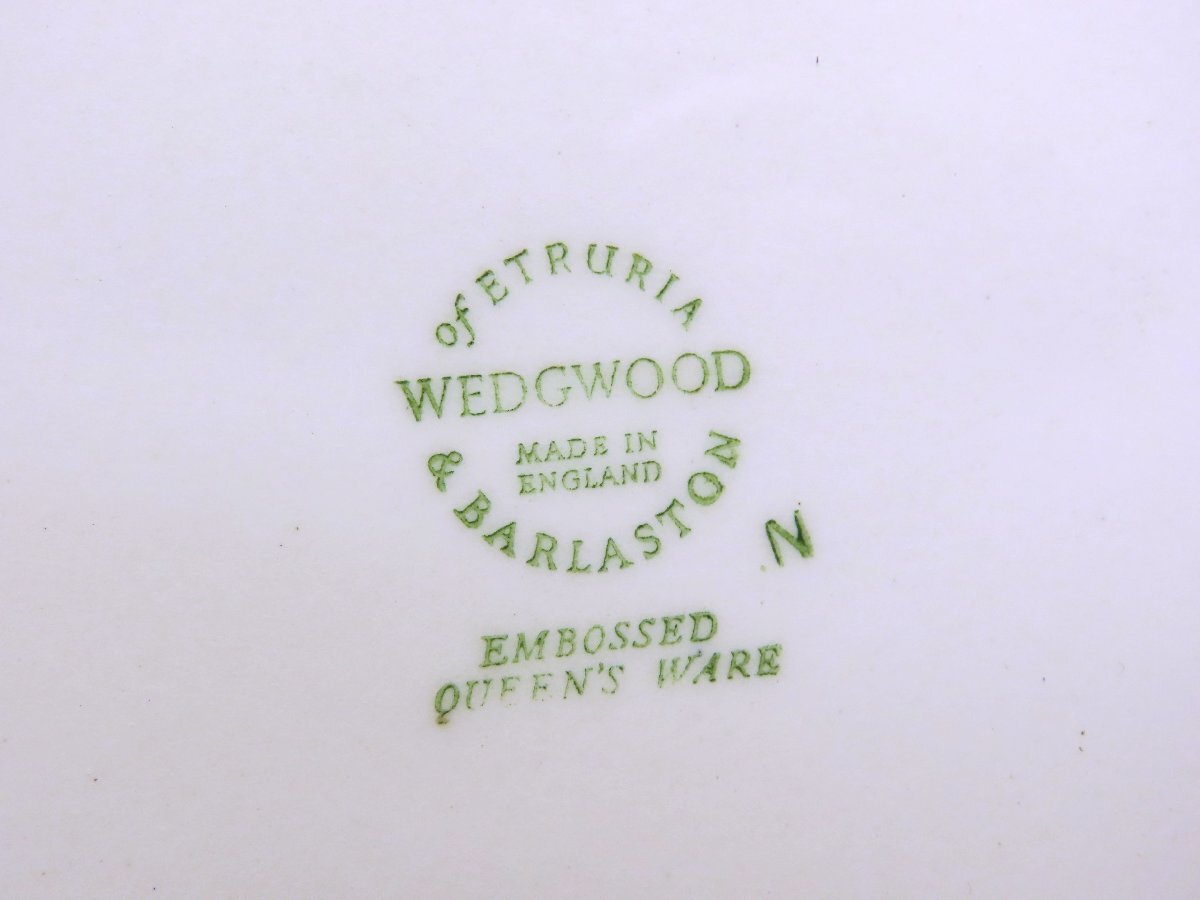 of ETRURIA
WEDGWOOD
MADE IN
ENGLAND
& BARLASTON
N
EMBOSSED
QUEEN'S WARE